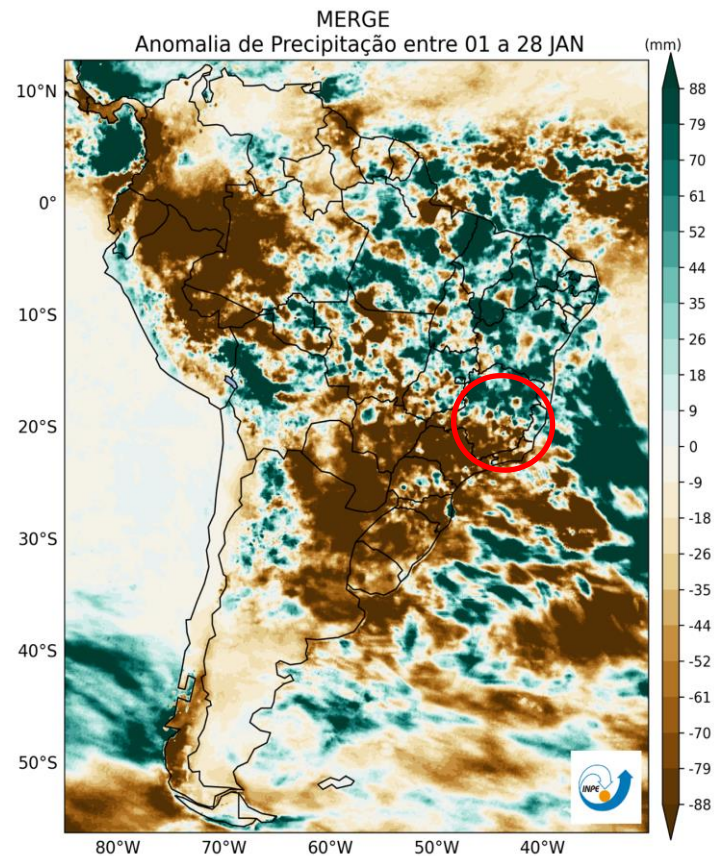 MERGE
Anomalia de Precipitação entre 01 a 28 JAN
(mm)
10°N
0°
10°S
20°S
30°S
40°S
50°S
80°W 70°W 60°W 50°W 40°W
88
79
70
61
52
44
35
26
18
9
0
-9
-18
-26
-35
-44
-52
-61
-70
-79
-88
INPE